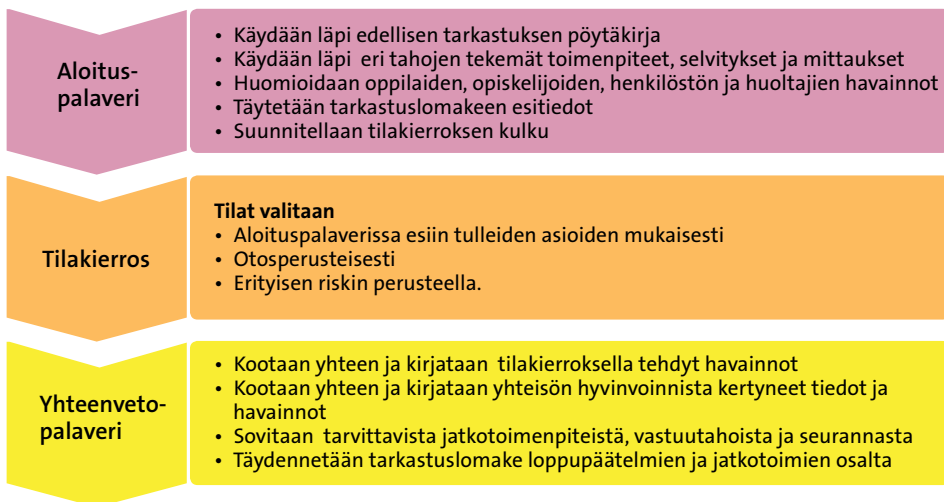 Aloitus-
palaveri
• Käydään läpi edellisen tarkastuksen pöytäkirja
• Käydään läpi eri tahojen tekemät toimenpiteet, selvitykset ja mittaukset
• Huomioidaan oppilaiden, opiskelijoiden, henkilöstön ja huoltajien havainnot
• Täytetään tarkastuslomakeen esitiedot
• Suunnitellaan tilakierroksen kulku
Tilakierros
Tilat valitaan
• Aloituspalaverissa esiin tulleiden asioiden mukaisesti
• Otosperusteisesti
• Erityisen riskin perusteella.
Yhteenveto-
palaveri
• Kootaan yhteen ja kirjataan tilakierroksella tehdyt havainnot
• Kootaan yhteen ja kirjataan yhteisön hyvinvoinnista kertyneet tiedot ja
havainnot
• Sovitaan tarvittavista jatkotoimenpiteistä, vastuutahoista ja seurannasta
• Täydennetään tarkastuslomake loppupäätelmien ja jatkotoimien osalta